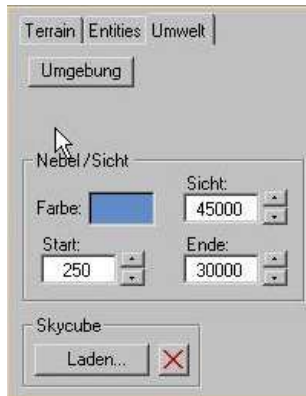 Terrain Entities Umwelt
Umgebung
Nebel/Sicht
Sicht:
Farbe: 45000
Start: Ende:
250 30000
Skycube
Laden...